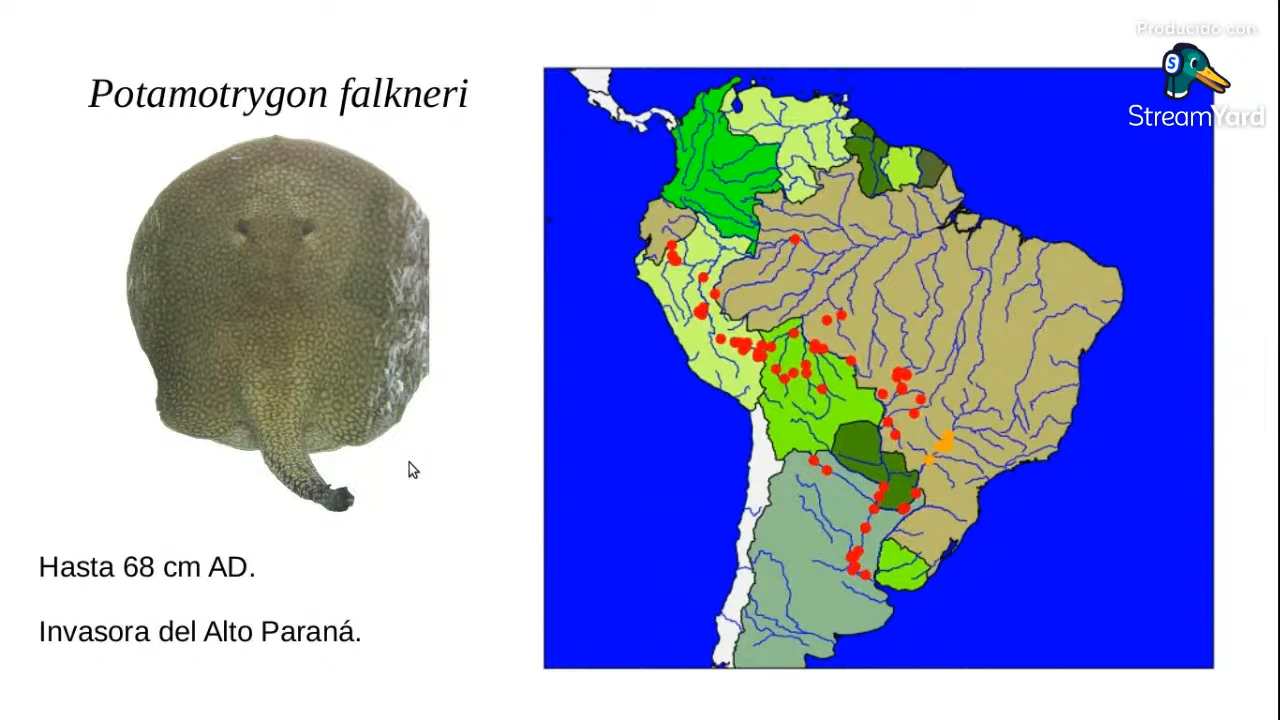 Producido con
StreamYard
Potamotrygon falkneri
Hasta 68 cm AD.
Invasora del Alto Paraná.